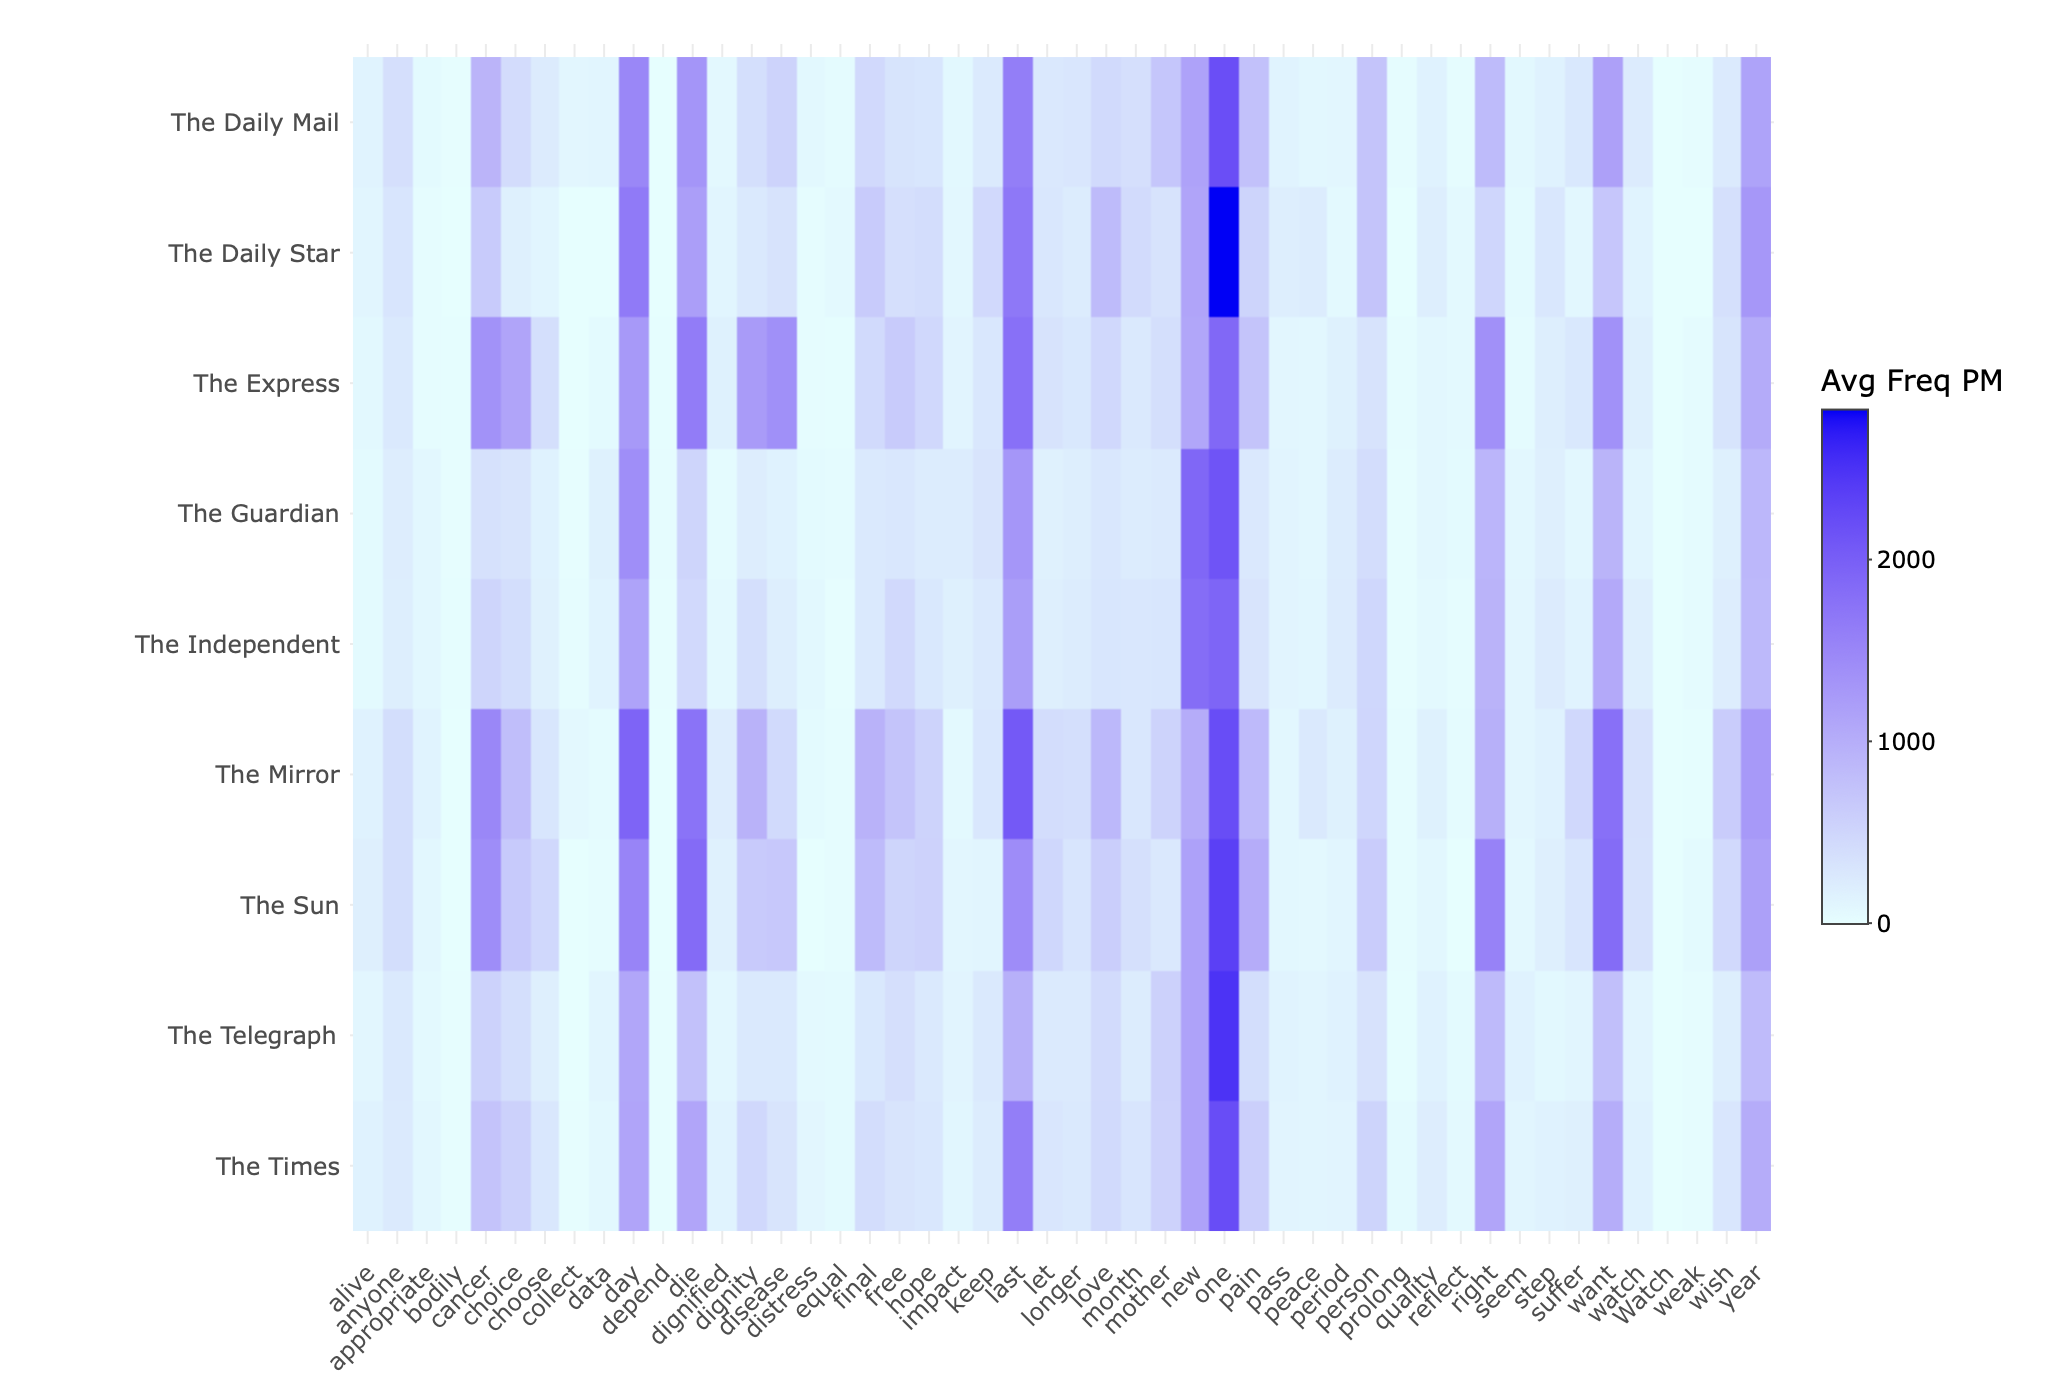 The Daily Mail
The Daily Star
The Express
The Guardian
The Independent
The Mirror
The Sun
The Telegraph
The Times
Avg Freq PM
2000
1000
0
alive
anyone
appropriate
bodily
cancer
choice
choose
collect
data
day
depend
die
dignified
dignity
disease
distress
equal
final
free
hope
impact
keep
last
let
longer
love
month
mother
new
one
pain
pass
peace
period
person
prolong
quality
reflect
right
seem
step
suffer
want
watch
Watch
weak
wish
year